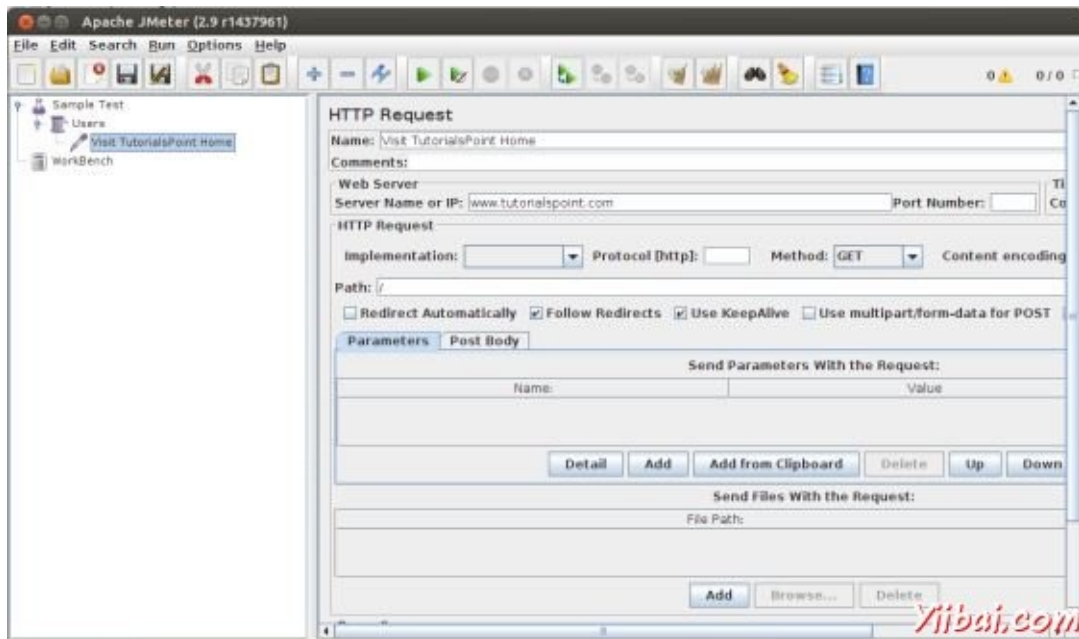 Apache JMeter (2.9 r1437961)
File Edit Search Run Options Help
0 0 / 0
Sample Test
Users
Visit TutorialsPoint Home
WorkBench
HTTP Request
Name: Visit TutorialsPoint Home
Comments:
Web Server
Server Name or IP: www.tutorialspoint.com Port Number:
Ti
Co
HTTP Request
Implementation: Protocol [http]: Method: GET Content encoding
Path: /
Redirect Automatically Follow Redirects Use KeepAlive Use multipart/form-data for POST
Parameters Post Body
Send Parameters With the Request:
Name: Value
Detail Add Add from Clipboard Delete Up Down
Send Files With the Request:
File Path:
Add Browse... Delete
Yiibai.com